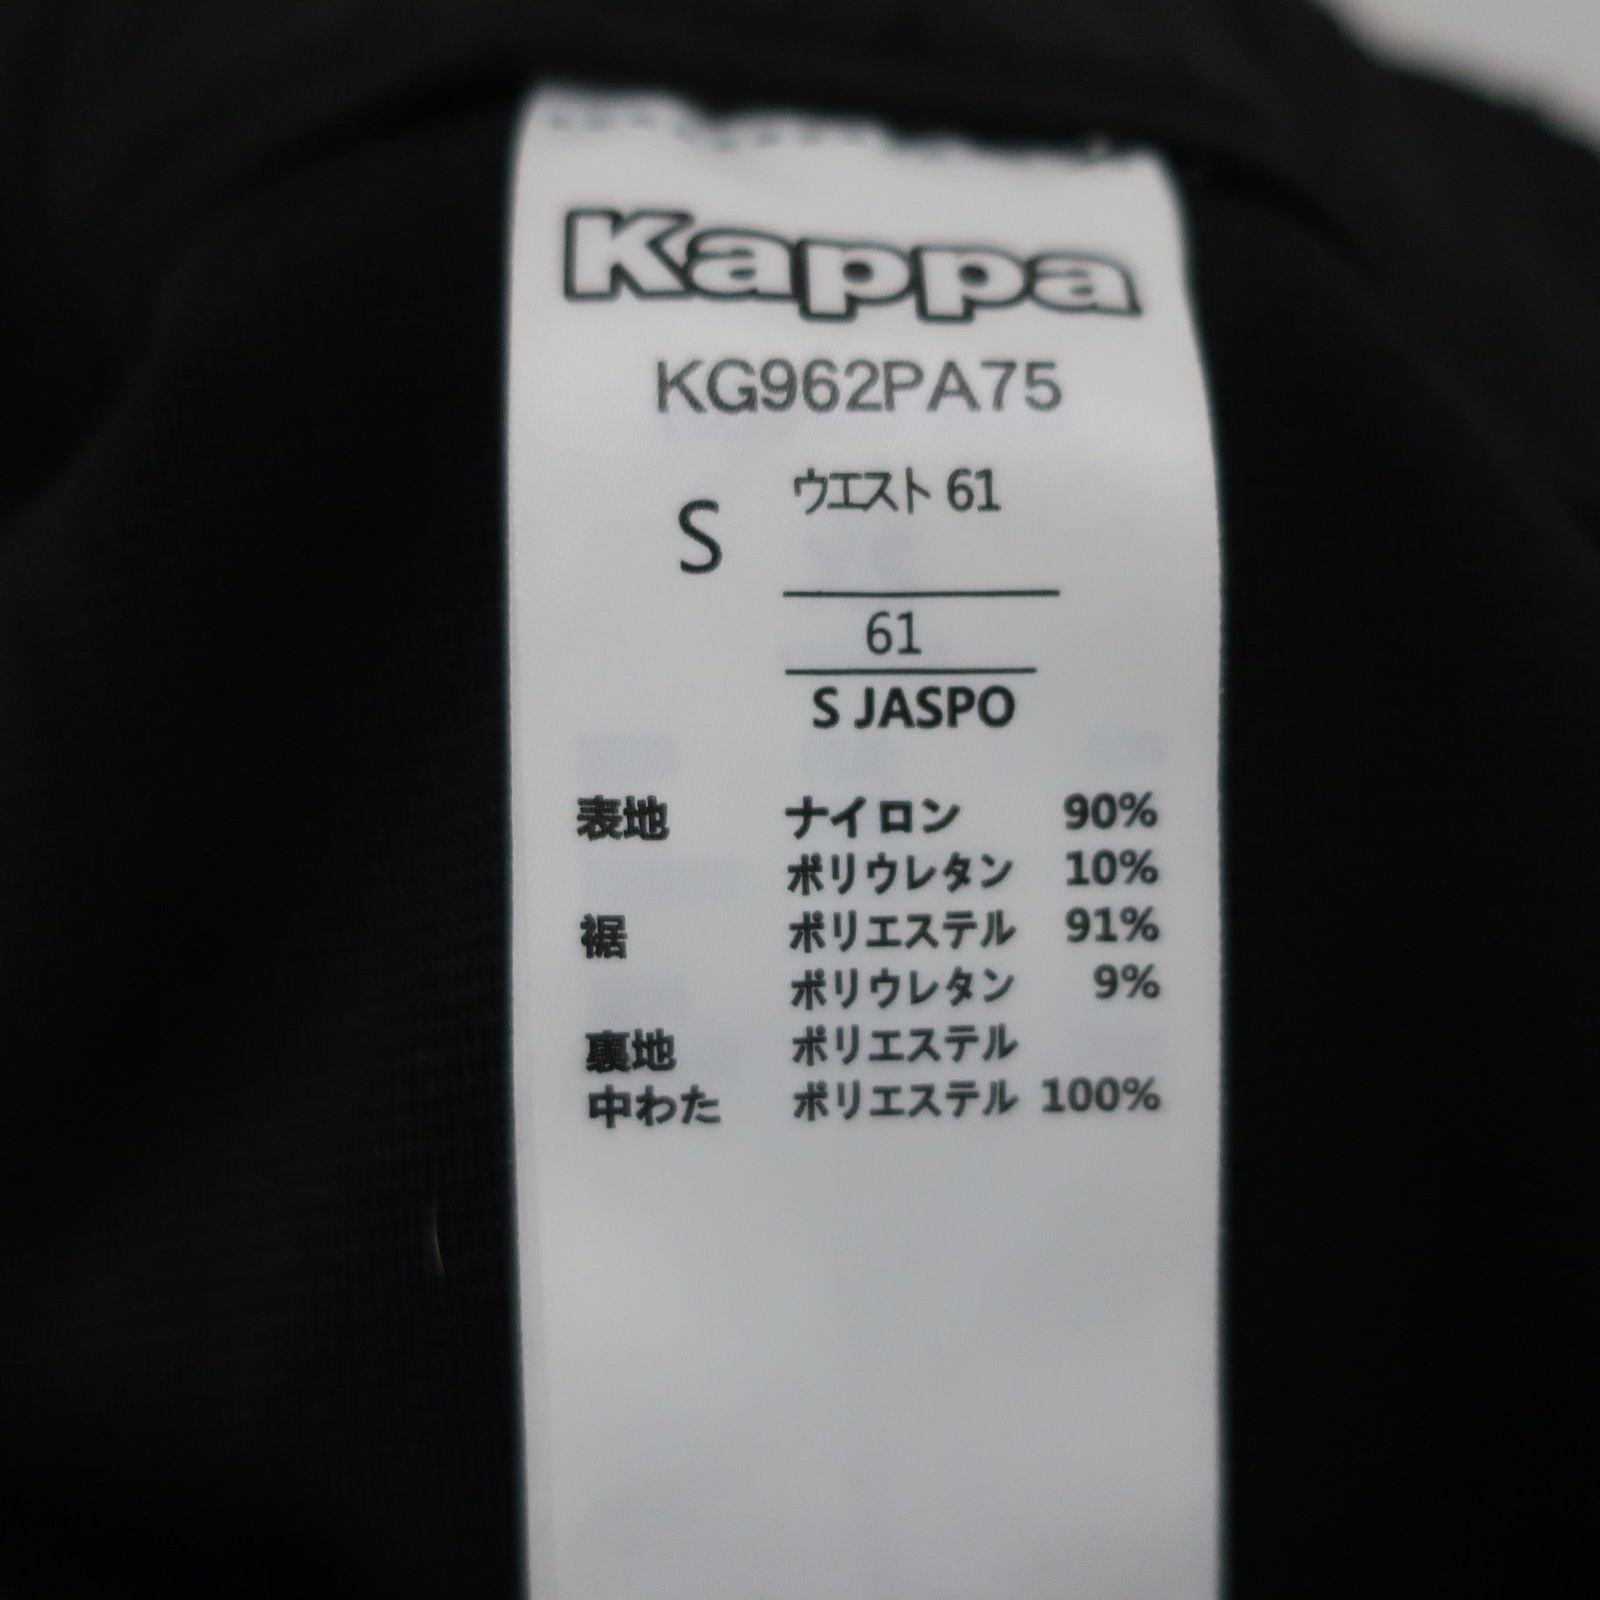 Kappa
KG962PA75
S
ウエスト 61
61
S JASPO
表地 ナイロン 90%
ポリウレタン 10%
裾 ポリエステル 91%
ポリウレタン 9%
裏地 ポリエステル
中わた ポリエステル 100%